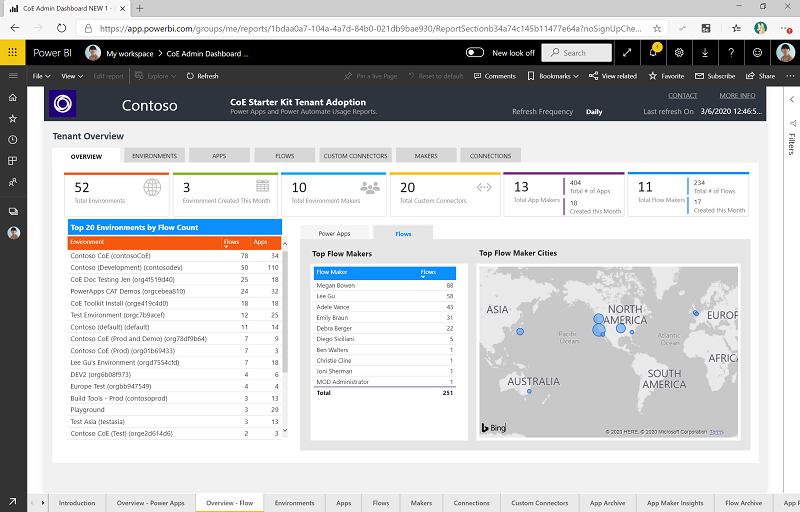 CoE Admin Dashboard NEW 1 -
https://app.powerbi.com/groups/me/reports/1bdaa0a7-104a-4a7d-84b0-021db9bae930/ReportSectionb34a74c145b11477e64a?noSignUpChe...
Power BI My workspace > CoE Admin Dashboard ... New look off Search 1
File View Edit report Explore Refresh Pin a Live Page Reset to default Comments Bookmarks View related Favorite Subscribe Share ...
Contoso
CoE Starter Kit Tenant Adoption
Power Apps and Power Automate Usage Reports.
CONTACT MORE INFO
Refresh Frequency Daily Last refresh On 3/6/2020 12:46:5...
Filters
Tenant Overview
OVERVIEW ENVIRONMENTS APPS FLOWS CUSTOM CONNECTORS MAKERS CONNECTIONS
52
Total Environments
3
Environment Created This Month
10
Total Environment Makers
20
Total Custom Connectors
13
Total App Makers
404
Total # of Apps
18
Created this Month
11
Total Flow Makers
234
Total # of Flows
17
Created this Month
Top 20 Environments by Flow Count
Environment Flows Apps
Contoso CoE (contosoCoE) 78 34
Contoso (Development) (contosodev) 50 110
CoE Doc Testing Jen (org4f519d40) 25 18
PowerApps CAT Demos (orgcebea810) 24 32
CoE Toolkit Install (orge419c4d0) 18 18
Test Environment (orgc7b9acef) 12 25
Contoso (default) (default) 11 14
Contoso CoE (Prod and Demo) (org78df9b64) 7 9
Contoso CoE (Prod) (org01b69433) 7 3
Lee Gu's Environment (orgd7554cfd) 7 18
DEV2 (org6b08f973) 4 6
Europe Test (orgbb947549) 4 4
Build Tools - Prod (contosoprod) 3 13
Playground 3 29
Test Asia (testasia) 3 13
Contoso CoE (Test) (orge2d614d6) 2 3
Power Apps Flows
Top Flow Makers
Flow Maker Flows
Megan Bowen 88
Lee Gu 58
Adele Vance 43
Emily Braun 31
Debra Berger 22
Diego Siciliani 5
Ben Walters 1
Christie Cline 1
Joni Sherman 1
MOD Administrator 1
Total 251
Top Flow Maker Cities
ASIA
NORTH
AMERICA
EUROP
Pacific
Ocean
Atlantic
Ocean
AFRIC
SOUTH
AMERICA
AUSTRALIA
Bing
© 2020 HERE, © 2020 Microsoft Corporation Terms
Introduction Overview - Power Apps Overview - Flow Environments Apps Flows Makers Connections Custom Connectors App Archive App Maker Insights Flow Archive App R